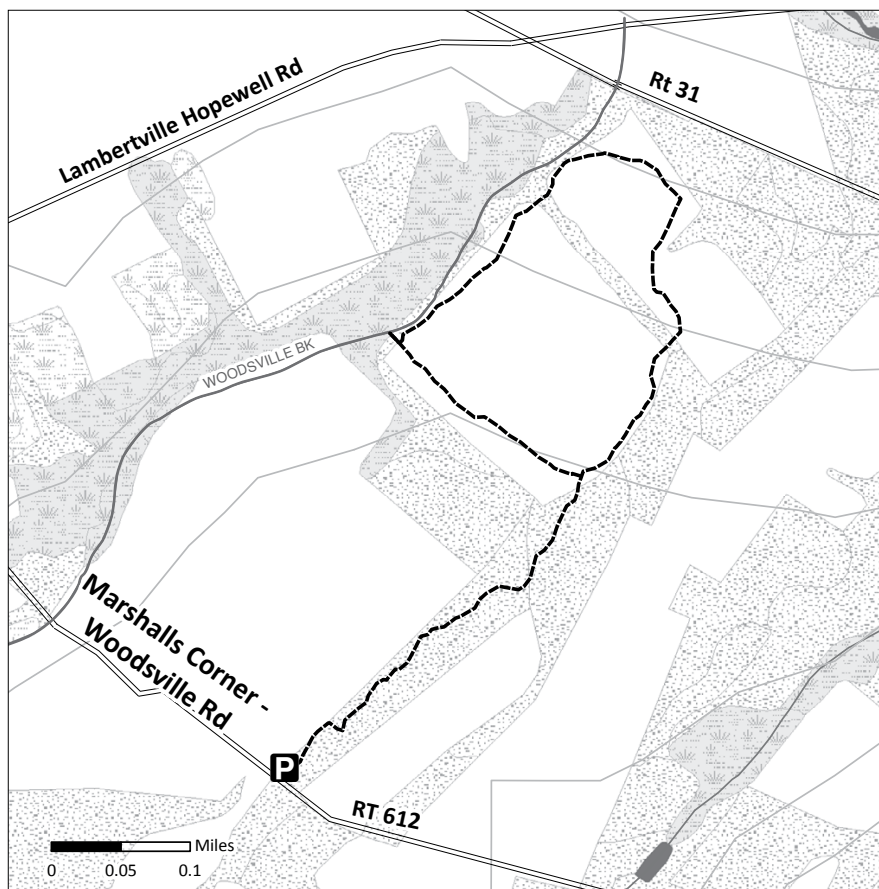 Lambertville Hopewell Rd
Rt 31
WOODSVILLE BK
Marshalls Corner -
Woodsville Rd
P
RT 612
Miles
0 0.05 0.1